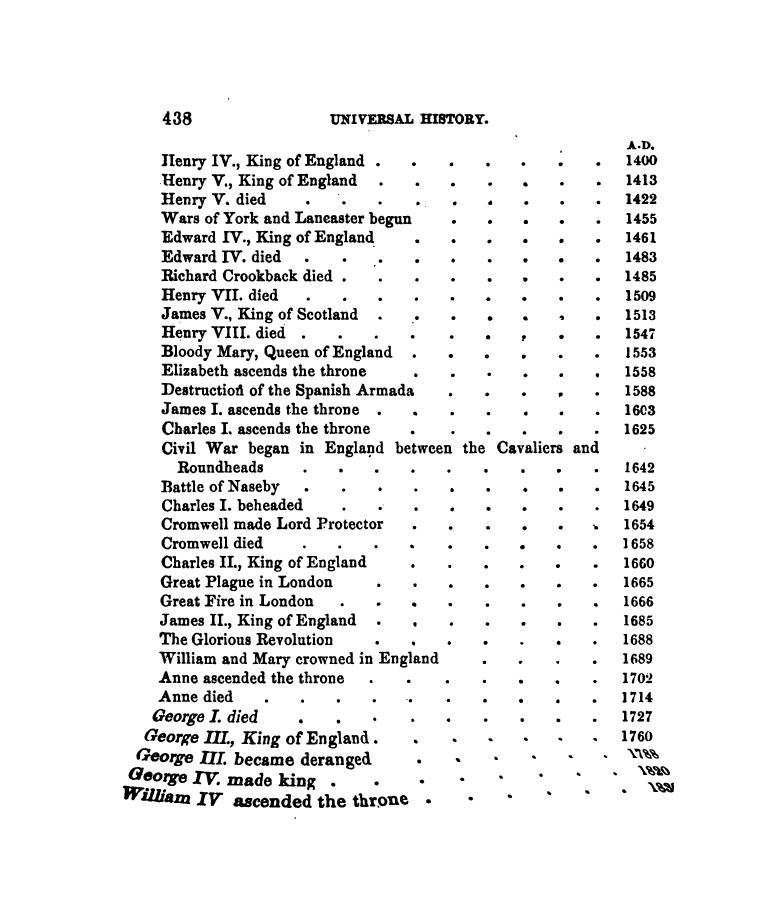 438 UNIVERSAL HISTORY.
A.D.
Henry IV., King of England . . . . . . . 1400
Henry V., King of England . . . . . . . 1413
Henry V. died . . . . . . . . . 1422
Wars of York and Lancaster begun . . . . . 1455
Edward IV., King of England . . . . . . 1461
Edward IV. died . . . . . . . . . 1483
Richard Crookback died . . . . . . . . 1485
Henry VII. died . . . . . . . . . 1509
James V., King of Scotland . . . . . . . 1513
Henry VIII. died . . . . . . . . . 1547
Bloody Mary, Queen of England . . . . . . 1553
Elizabeth ascends the throne . . . . . . 1558
Destruction of the Spanish Armada . . . . . 1588
James I. ascends the throne . . . . . . . 1603
Charles I. ascends the throne . . . . . . 1625
Civil War began in England between the Cavaliers and
Roundheads . . . . . . . . . 1642
Battle of Naseby . . . . . . . . . 1645
Charles I. beheaded . . . . . . . . 1649
Cromwell made Lord Protector . . . . . . 1654
Cromwell died . . . . . . . . . 1658
Charles II., King of England . . . . . . 1660
Great Plague in London . . . . . . . 1665
Great Fire in London . . . . . . . . 1666
James II., King of England . . . . . . . 1685
The Glorious Revolution . . . . . . . 1688
William and Mary crowned in England . . . . 1689
Anne ascended the throne . . . . . . . 1702
Anne died . . . . . . . . . . 1714
George I. died . . . . . . . . . 1727
George III., King of England . . . . . . . 1760
George III. became deranged . . . . . . 1788
George IV. made king . . . . . . . . . 1820
William IV ascended the throne . . . . . .